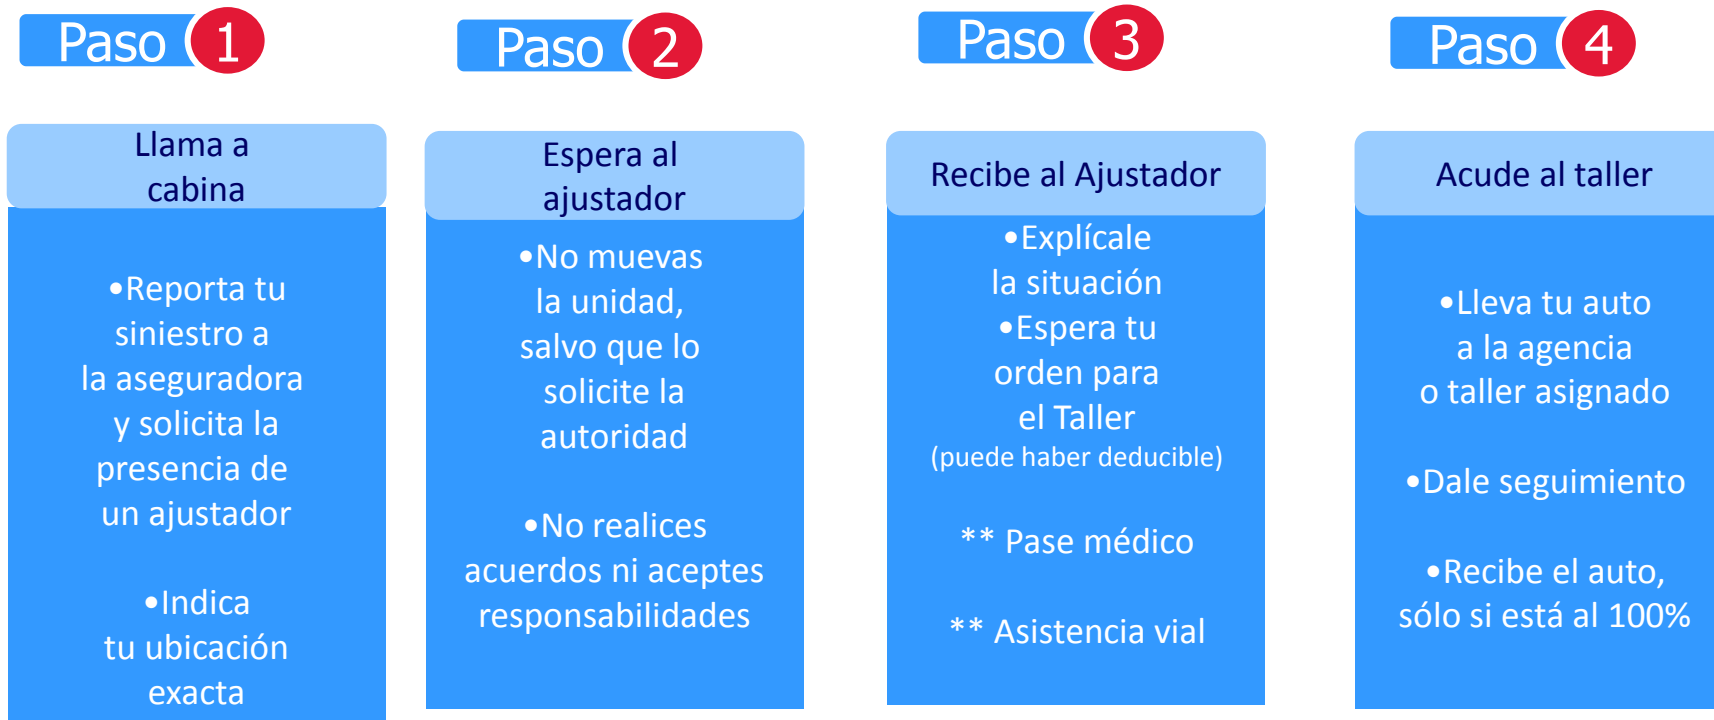 Paso 1
Llama a
cabina
•Reporta tu
siniestro a
la aseguradora
y solicita la
presencia de
un ajustador
•Indica
tu ubicación
exacta
Paso 2
Espera al
ajustador
•No muevas
la unidad,
salvo que lo
solicite la
autoridad
•No realices
acuerdos ni aceptes
responsabilidades
Paso 3
Recibe al Ajustador
•Explícale
la situación
•Espera tu
orden para
el Taller
(puede haber deducible)
** Pase médico
** Asistencia vial
Paso 4
Acude al taller
•Lleva tu auto
a la agencia
o taller asignado
•Dale seguimiento
•Recibe el auto,
sólo si está al 100%